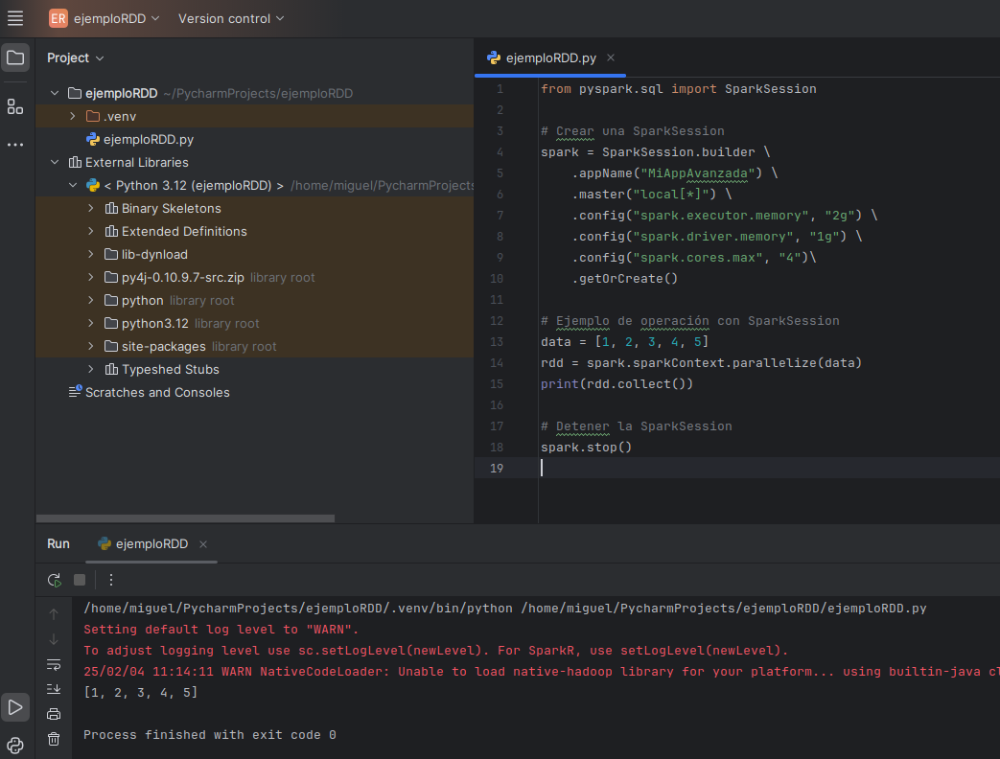 ER ejemploRDD Version control
Project
ejemploRDD ~/PycharmProjects/ejemploRDD
.venv
ejemploRDD.py
External Libraries
< Python 3.12 (ejemploRDD) > /home/miguel/PycharmProjects
Binary Skeletons
Extended Definitions
lib-dynload
py4j-0.10.9.7-src.zip library root
python library root
python3.12 library root
site-packages library root
Typeshed Stubs
Scratches and Consoles
ejemploRDD.py
1 from pyspark.sql import SparkSession
2
3 # Crear una SparkSession
4 spark = SparkSession.builder \
5 .appName("MiAppAvanzada") \
6 .master("local[*]") \
7 .config("spark.executor.memory", "2g") \
8 .config("spark.driver.memory", "1g") \
9 .config("spark.cores.max", "4")\
10 .getOrCreate()
11
12 # Ejemplo de operación con SparkSession
13 data = [1, 2, 3, 4, 5]
14 rdd = spark.sparkContext.parallelize(data)
15 print(rdd.collect())
16
17 # Detener la SparkSession
18 spark.stop()
19
Run ejemploRDD
/home/miguel/PycharmProjects/ejemploRDD/.venv/bin/python /home/miguel/PycharmProjects/ejemploRDD/ejemploRDD.py
Setting default log level to "WARN".
To adjust logging level use sc.setLogLevel(newLevel). For SparkR, use setLogLevel(newLevel).
25/02/04 11:14:11 WARN NativeCodeLoader: Unable to load native-hadoop library for your platform... using builtin-java cl
[1, 2, 3, 4, 5]
Process finished with exit code 0